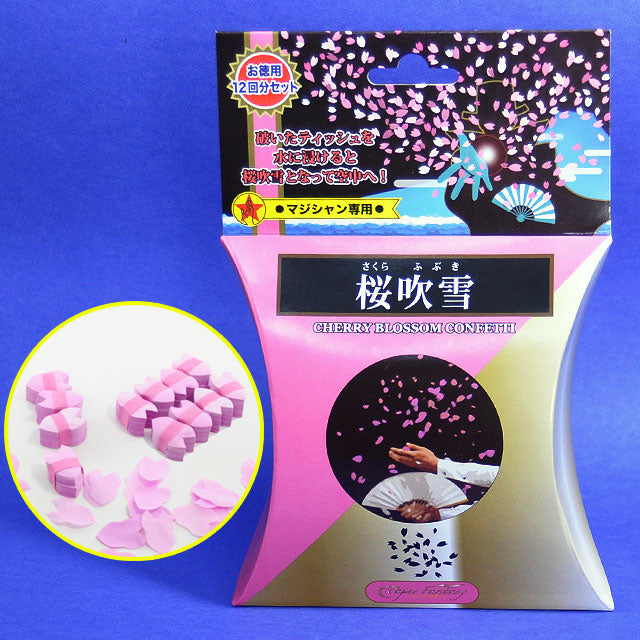 お徳用
12回分セット
破いたティッシュを
水に浸けると
桜吹雪となって空中へ!
●マジシャン専用●
さくら ふぶき
桜吹雪
CHERRY BLOSSOM CONFETTI
Paper Fantasy